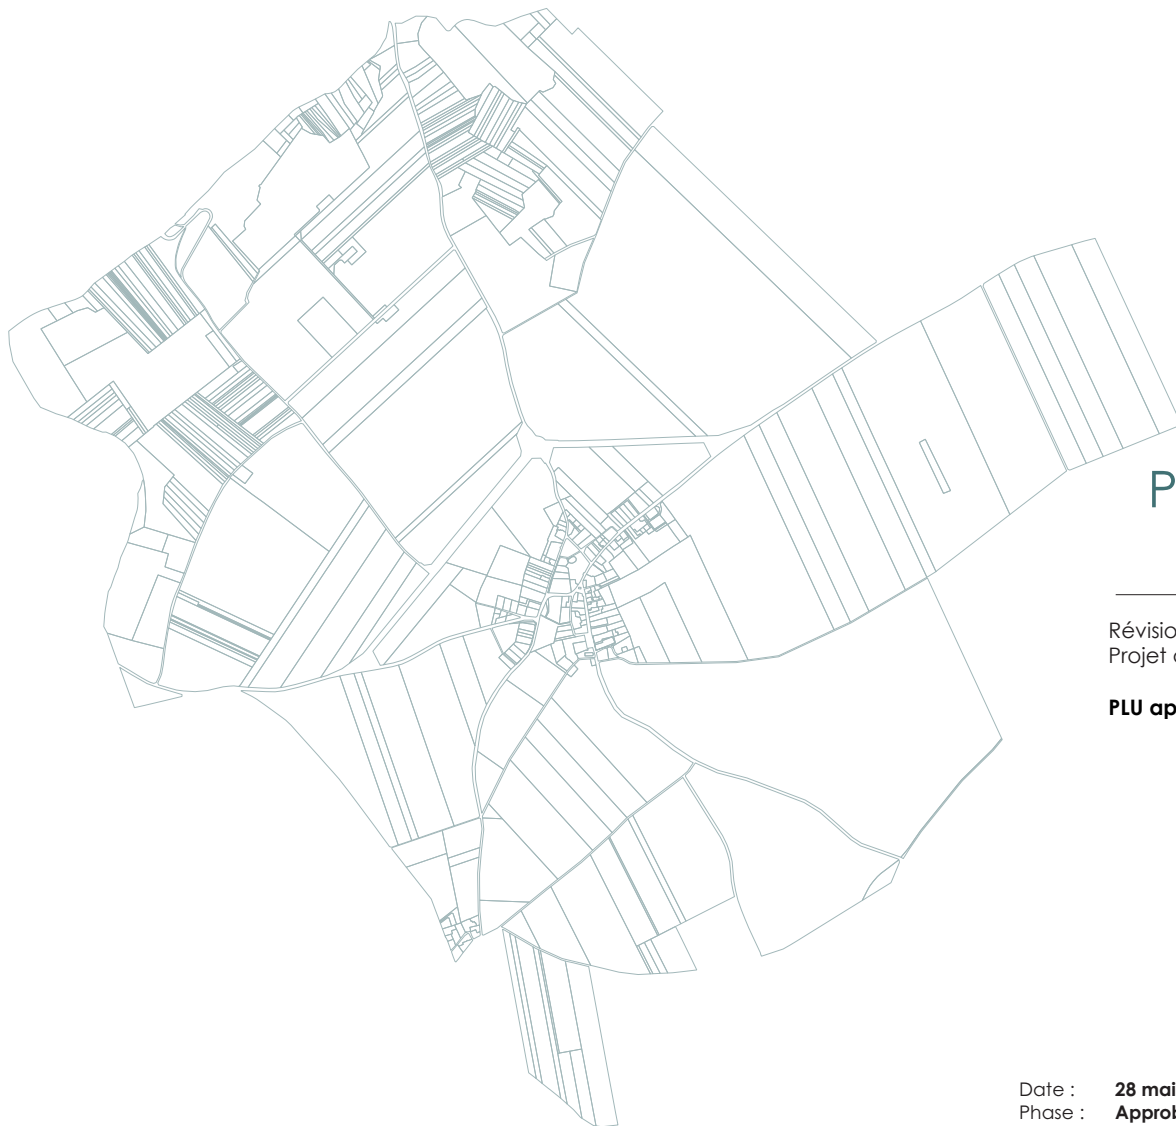 P
Révisio
Projet
PLU ap
Date : 28 mai
Phase : Approb